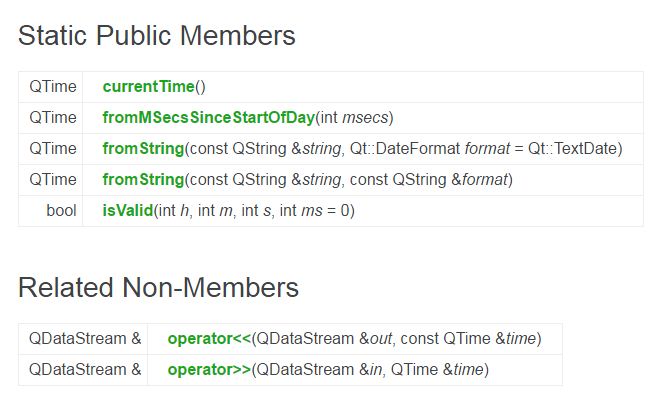 Static Public Members
QTime currentTime()
QTime fromMSecsSinceStartOfDay(int msecs)
QTime fromString(const QString &string, Qt::DateFormat format = Qt::TextDate)
QTime fromString(const QString &string, const QString &format)
bool isValid(int h, int m, int s, int ms = 0)
Related Non-Members
QDataStream & operator<<(QDataStream &out, const QTime &time)
QDataStream & operator>>(QDataStream &in, QTime &time)